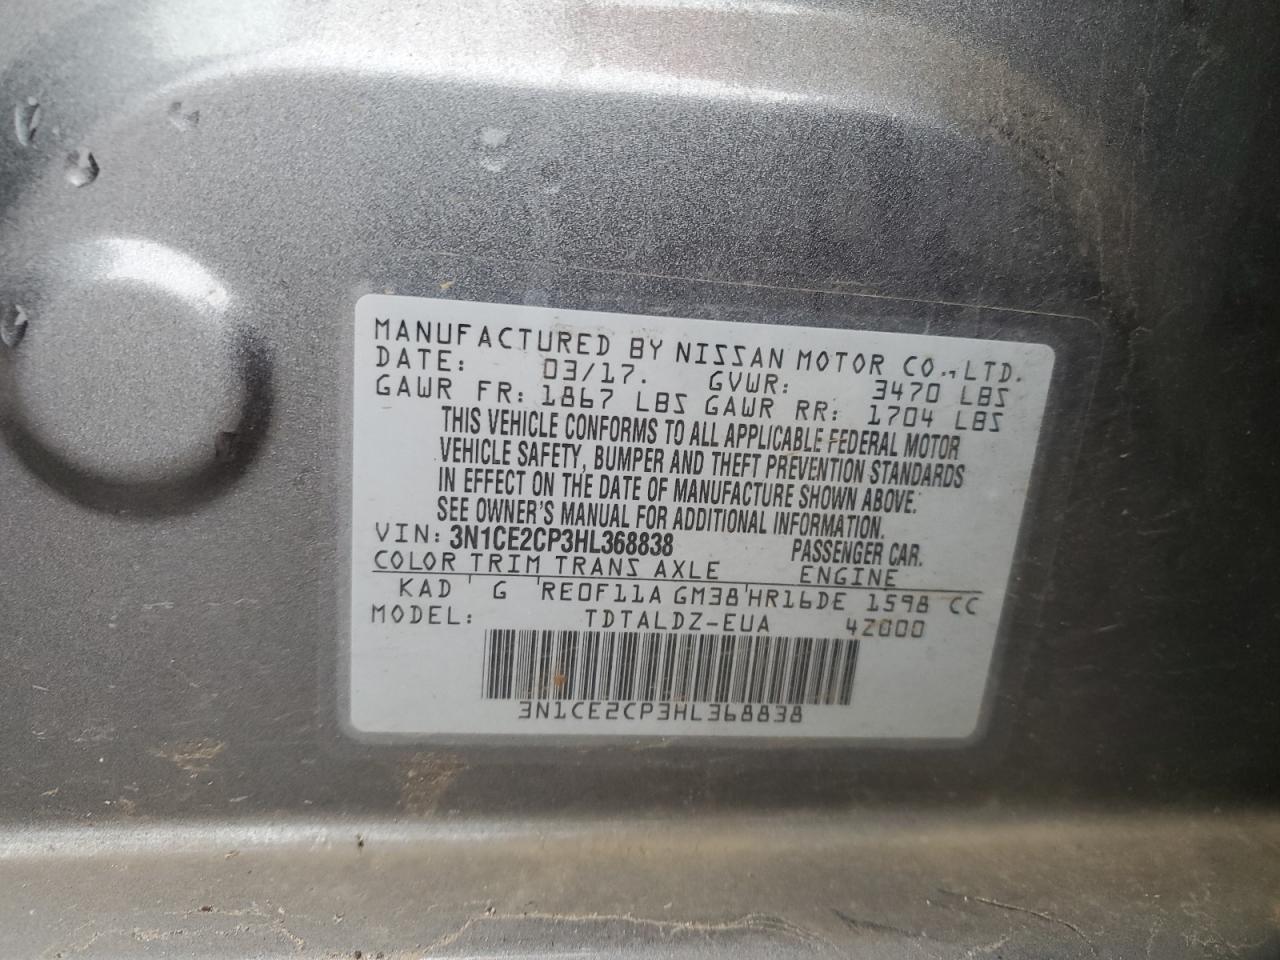 MANUFACTURED BY NISSAN MOTOR CO., LTD.
DATE: 03/17. GVWR: 3470 LBS
GAWR FR: 1867 LBS GAWR RR: 1704 LBS
THIS VEHICLE CONFORMS TO ALL APPLICABLE FEDERAL MOTOR
VEHICLE SAFETY, BUMPER AND THEFT PREVENTION STANDARDS
IN EFFECT ON THE DATE OF MANUFACTURE SHOWN ABOVE.
SEE OWNER'S MANUAL FOR ADDITIONAL INFORMATION.
VIN: 3N1CE2CP3HL368838 PASSENGER CAR.
COLOR TRIM TRANS AXLE ENGINE
KAD G RE0F11A GM38 HR16DE 1598 CC
MODEL: TDTALDZ-EUA 4Z000
3N1CE2CP3HL368838